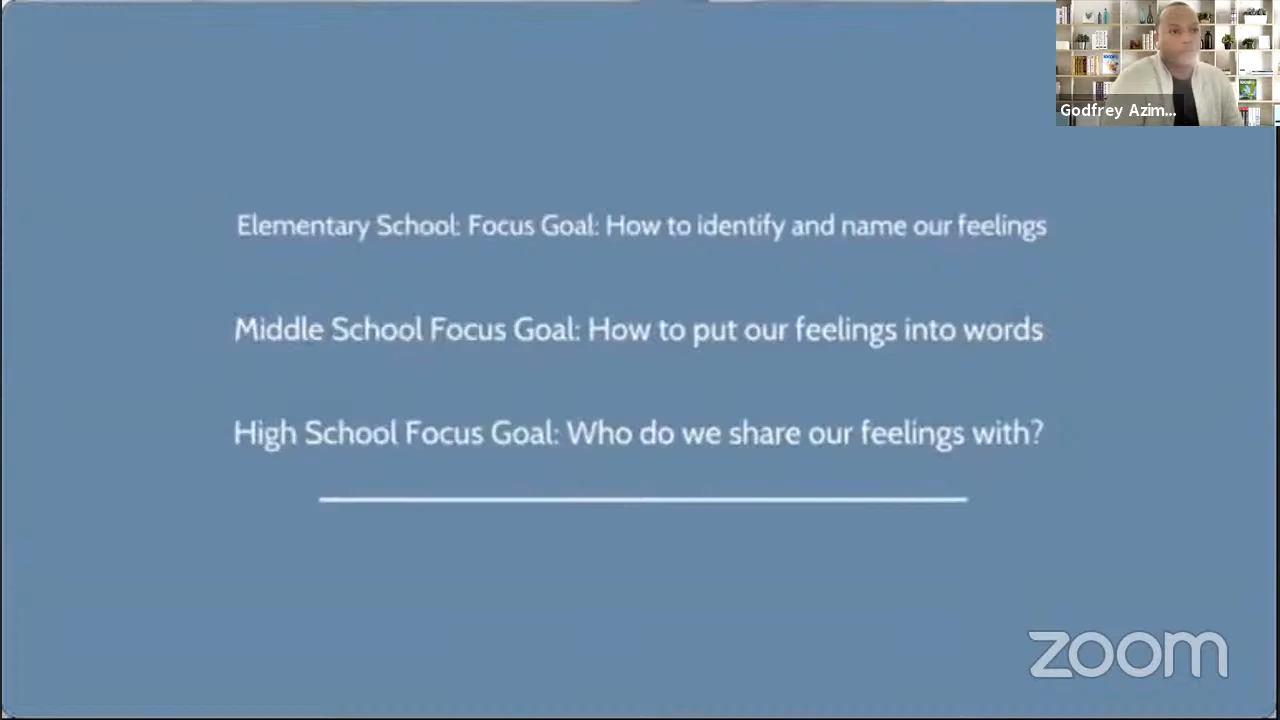 Godfrey Azim...
Elementary School: Focus Goal: How to identify and name our feelings
Middle School Focus Goal: How to put our feelings into words
High School Focus Goal: Who do we share our feelings with?
zoom